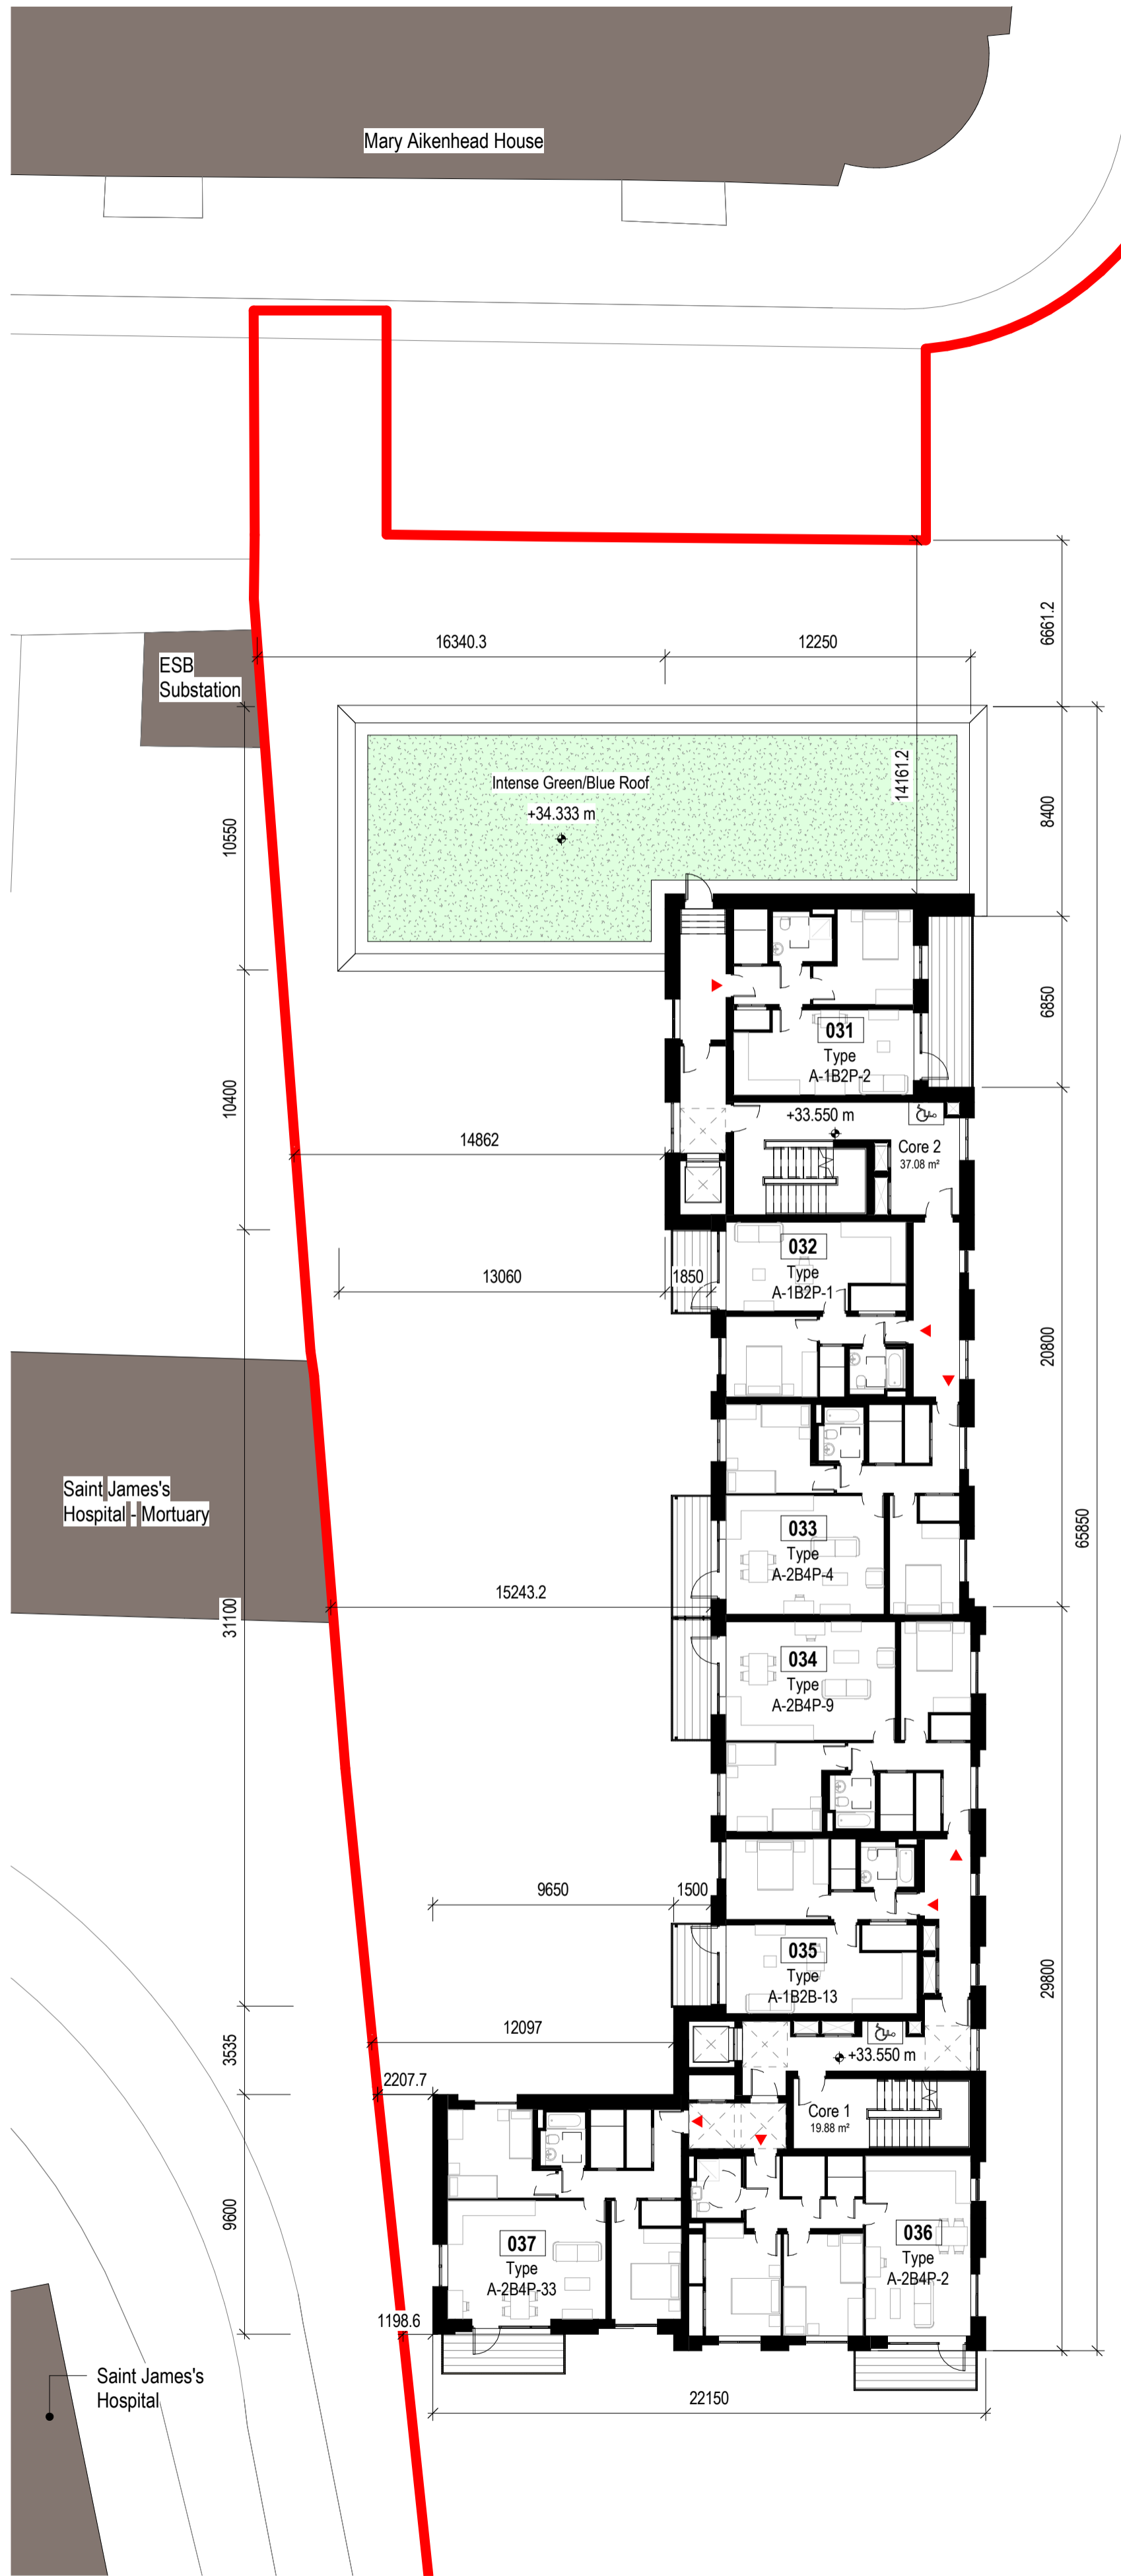 Mary Aikenhead House
6661.2
16340.3
12250
ESB
Substation
14161.2
Intense Green/Blue Roof
+34.333 m
8400
10550
6850
031
Type
A-1B2P-2
10400
+33.550 m
14862
Core 2
37.08 m²
032
Type
A-1B2P-1
13060
1850
20800
Saint James's
Hospital - Mortuary
65850
033
Type
A-2B4P-4
15243.2
31100
034
Type
A-2B4P-9
9650
1500
035
Type
A-1B2B-13
29800
12097
3535
+33.550 m
2207.7
Core 1
19.88 m²
9600
036
Type
A-2B4P-2
037
Type
A-2B4P-33
1198.6
Saint James's
Hospital
22150